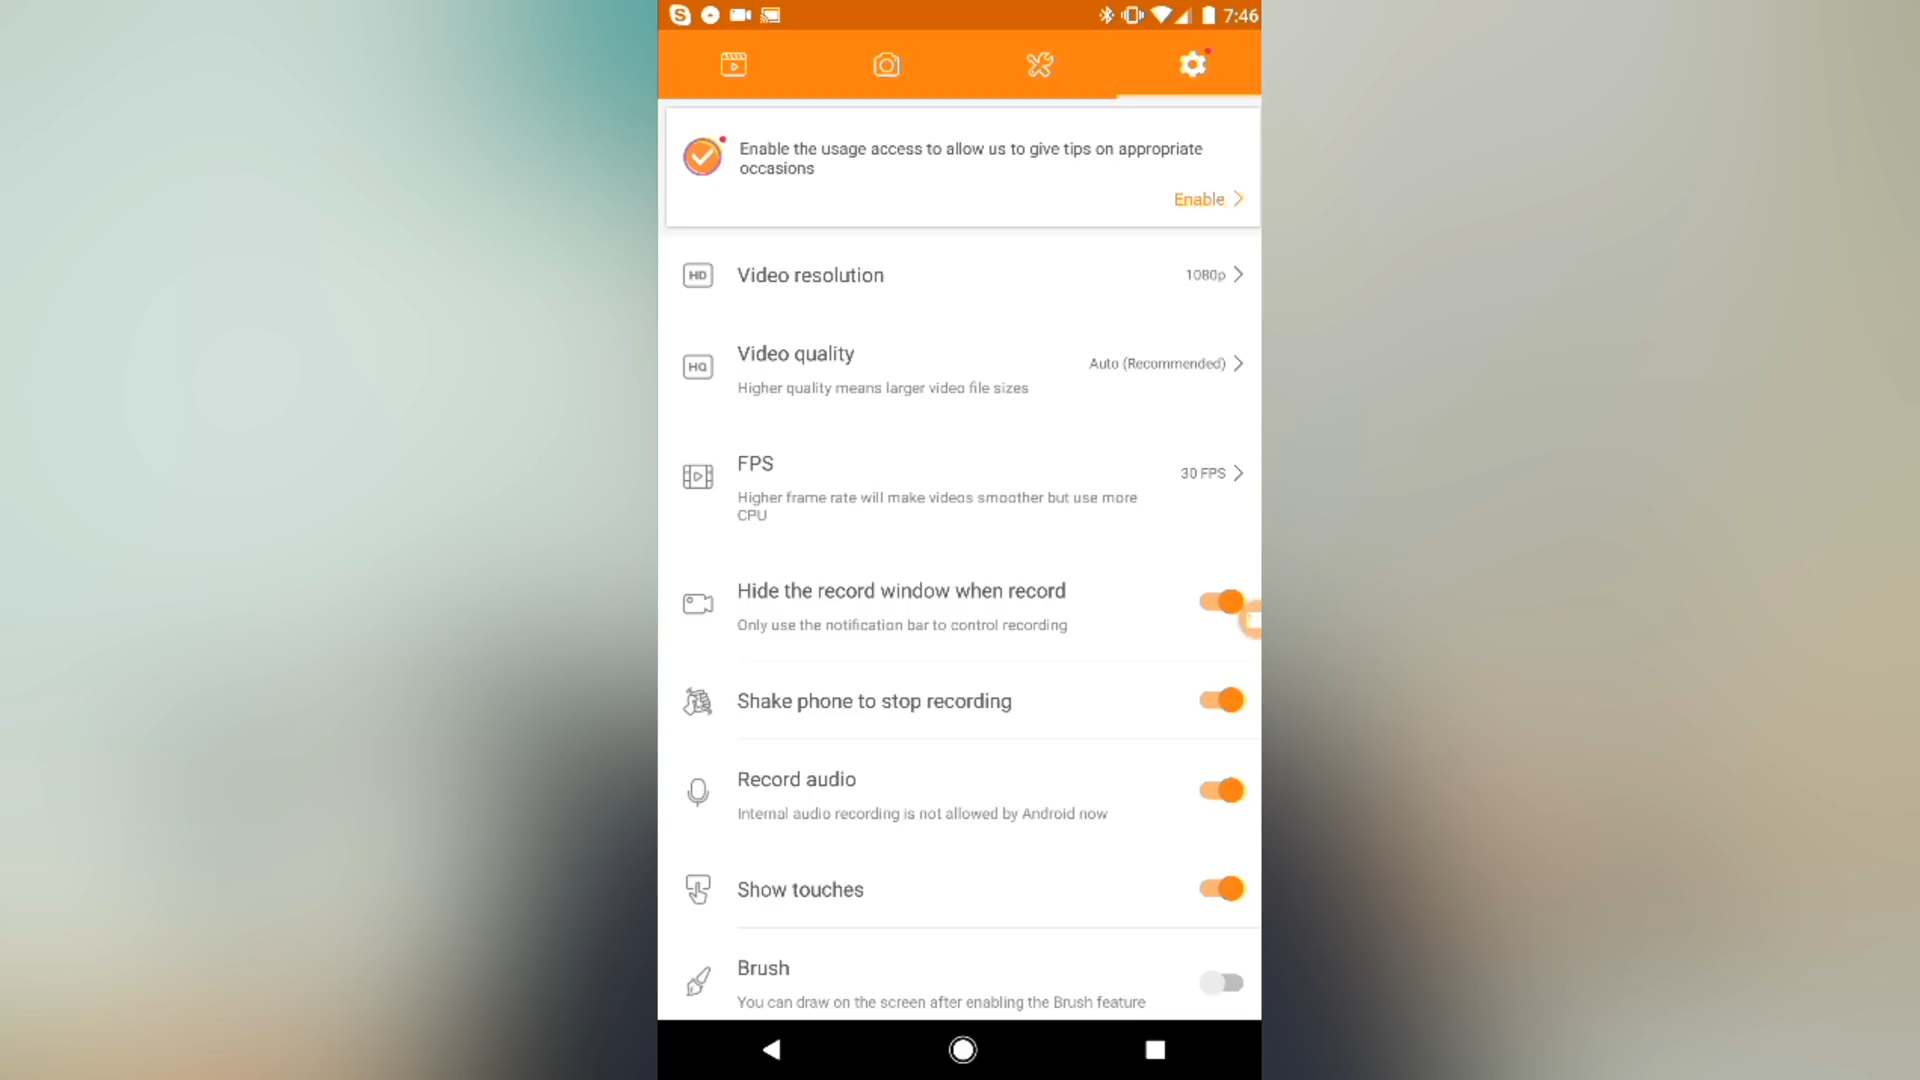 7:46
Enable the usage access to allow us to give tips on appropriate
occasions
Enable
HD
Video resolution
1080p
HQ
Video quality
Auto (Recommended)
Higher quality means larger video file sizes
FPS
30 FPS
Higher frame rate will make videos smoother but use more
CPU
Hide the record window when record
Only use the notification bar to control recording
Shake phone to stop recording
Record audio
Internal audio recording is not allowed by Android now
Show touches
Brush
You can draw on the screen after enabling the Brush feature